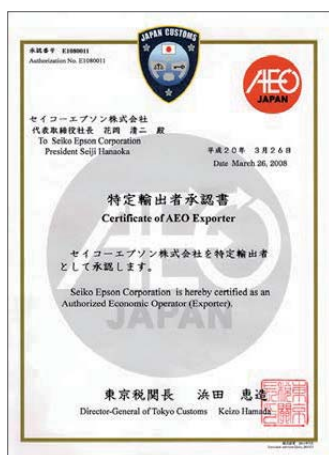 JAPAN CUSTOMS
承認番号 E1080011
Authorization No. E1080011
AEO
JAPAN
セイコーエプソン株式会社
代表取締役社長 花岡 清二 殿
To Seiko Epson Corporation
President Seiji Hanaoka
平成20年 3月26日
Date March 26, 2008
特定輸出者承認書
Certificate of AEO Exporter
セイコーエプソン株式会社を特定輸出者
として承認します。
Seiko Epson Corporation is hereby certified as an
Authorized Economic Operator (Exporter).
AEO
JAPAN
東京税関長 浜田 恵造
Director-General of Tokyo Customs Keizo Hamada